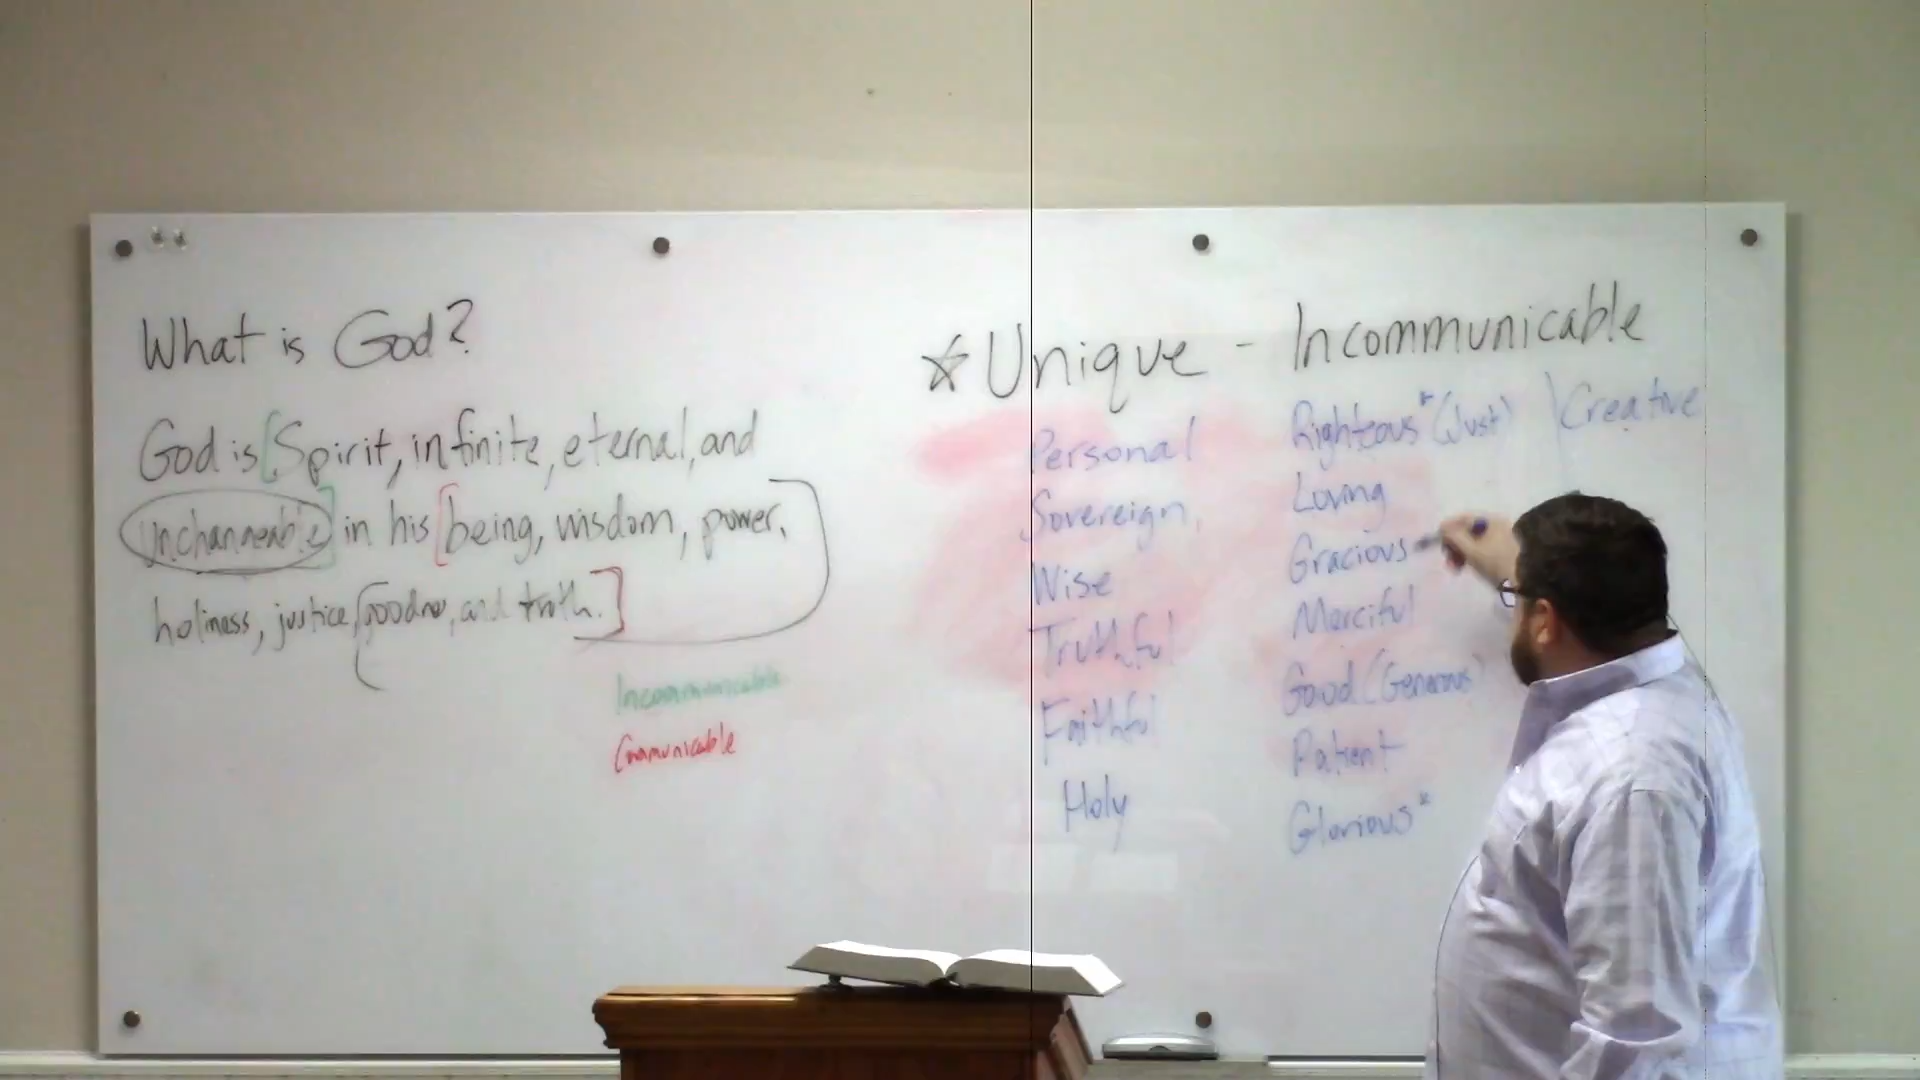 What is God?
God is [Spirit, infinite, eternal, and
Unchanneable] in his [being, wisdom, power,
holiness, justice, (goodnes, and truth.]
Incommunicable
Communicable
* Unique - Incommunicable
Personal
Sovereign,
Wise
Truthful
Faithful
Holy
Righteous* (Just)
Loving
Gracious
Merciful
Good (Generous)
Patient
Glorious*
Creative